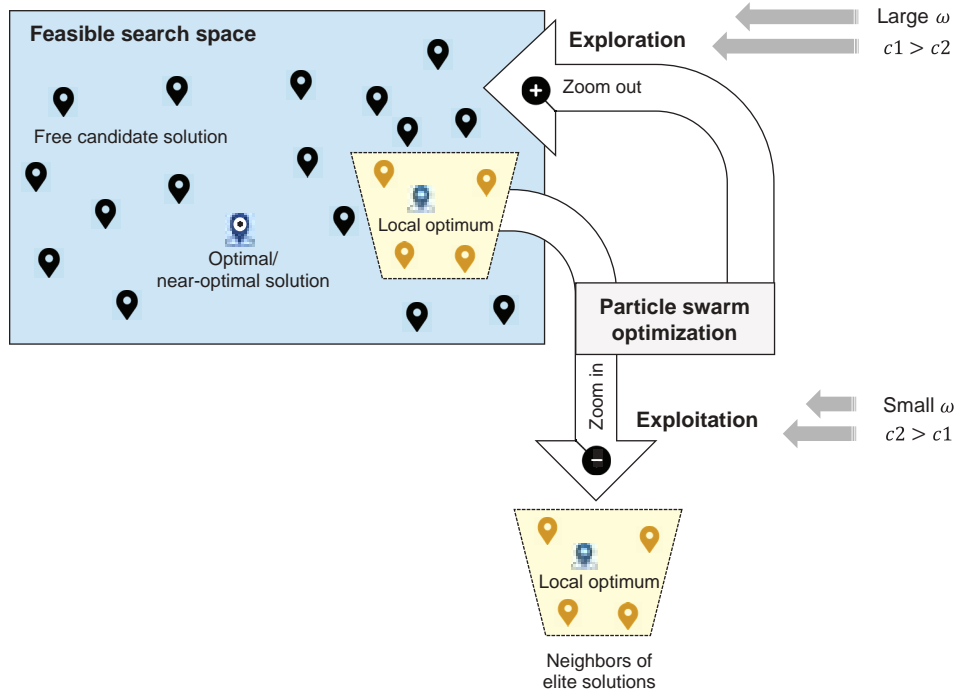 Feasible search space
Free candidate solution
Optimal/
near-optimal solution
Local optimum
Exploration
Zoom out
+
Large ω
c1 > c2
Particle swarm
optimization
Zoom in
−
Exploitation
Small ω
c2 > c1
Local optimum
Neighbors of
elite solutions